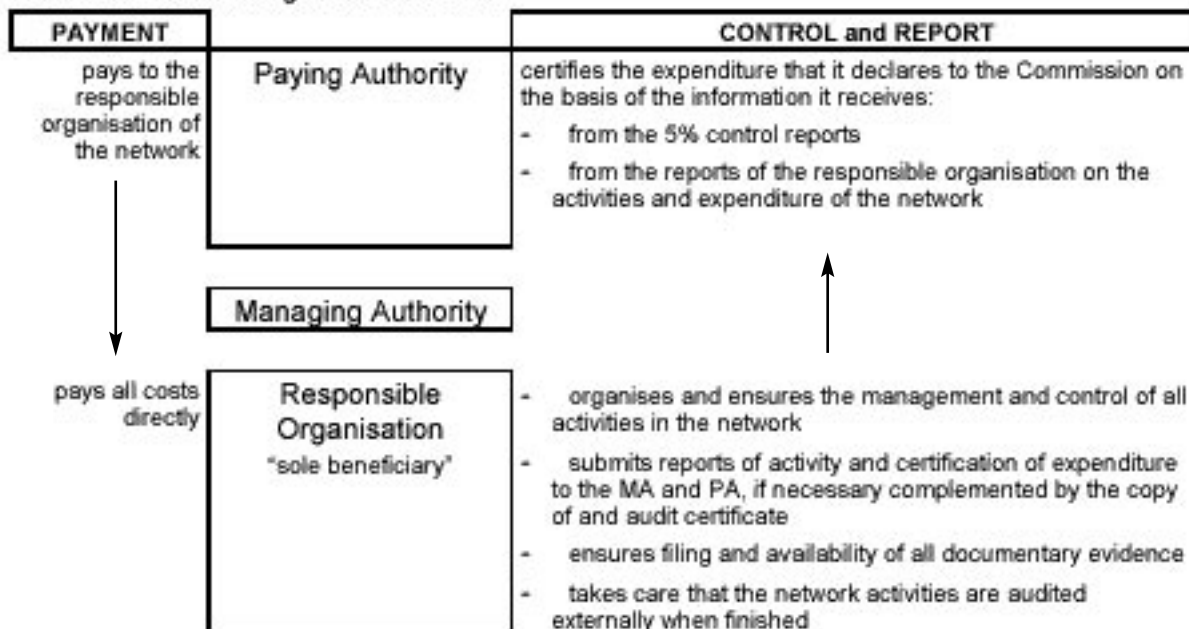 PAYMENT
CONTROL and REPORT
pays to the
responsible
organisation of
the network
Paying Authority
certifies the expenditure that it declares to the Commission on
the basis of the information it receives:
- from the 5% control reports
- from the reports of the responsible organisation on the
activities and expenditure of the network
Managing Authority
pays all costs
directly
Responsible
Organisation
"sole beneficiary"
- organises and ensures the management and control of all
activities in the network
- submits reports of activity and certification of expenditure
to the MA and PA, if necessary complemented by the copy
of and audit certificate
- ensures filing and availability of all documentary evidence
- takes care that the network activities are audited
externally when finished